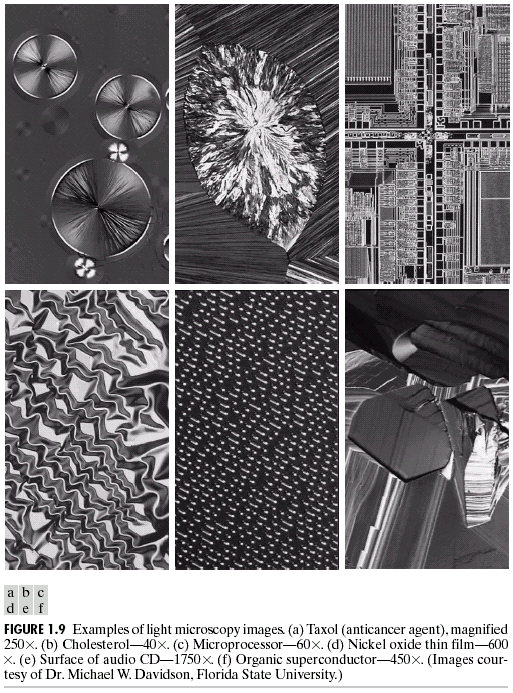 a b c
d e f
FIGURE 1.9 Examples of light microscopy images. (a) Taxol (anticancer agent), magnified
250×. (b) Cholesterol—40×. (c) Microprocessor—60×. (d) Nickel oxide thin film—600
×. (e) Surface of audio CD—1750×. (f) Organic superconductor—450×. (Images cour-
tesy of Dr. Michael W. Davidson, Florida State University.)